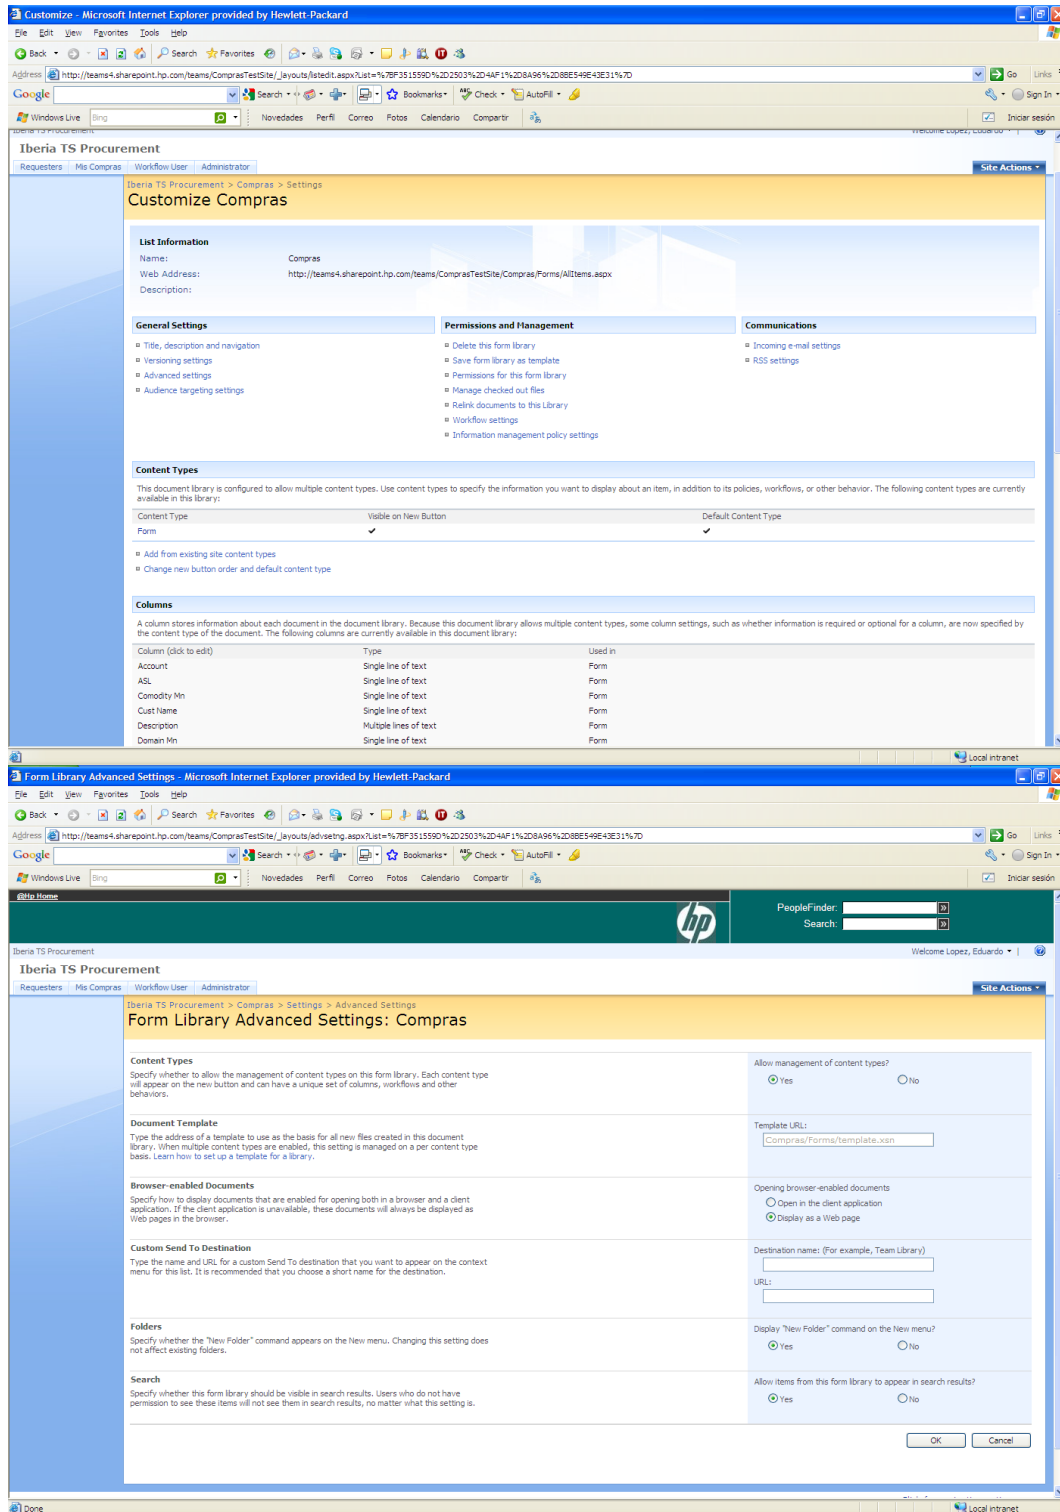 Customize - Microsoft Internet Explorer provided by Hewlett-Packard
File Edit View Favorites Tools Help
Back Search Favorites
Address http://teams4.sharepoint.hp.com/teams/ComprasTestSite/_layouts/listedit.aspx?List=%7BF351559D%2D2503%2D4AF1%2D8A96%2D8BE549E43E31%7D Go Links
Google Search Bookmarks Check AutoFill Sign In
Windows Live Bing Novedades Perfil Correo Fotos Calendario Compartir Iniciar sesión
Iberia TS Procurement Welcome Lopez, Eduardo
Iberia TS Procurement
Requesters Mis Compras Workflow User Administrator Site Actions
Iberia TS Procurement > Compras > Settings
Customize Compras
List Information
Name: Compras
Web Address: http://teams4.sharepoint.hp.com/teams/ComprasTestSite/Compras/Forms/AllItems.aspx
Description:
General Settings Permissions and Management Communications
Title, description and navigation Delete this form library Incoming e-mail settings
Versioning settings Save form library as template RSS settings
Advanced settings Permissions for this form library
Audience targeting settings Manage checked out files
Relink documents to this Library
Workflow settings
Information management policy settings
Content Types
This document library is configured to allow multiple content types. Use content types to specify the information you want to display about an item, in addition to its policies, workflows, or other behavior. The following content types are currently
available in this library:
Content Type Visible on New Button Default Content Type
Form
Add from existing site content types
Change new button order and default content type
Columns
A column stores information about each document in the document library. Because this document library allows multiple content types, some column settings, such as whether information is required or optional for a column, are now specified by
the content type of the document. The following columns are currently available in this document library:
Column (click to edit) Type Used in
Account Single line of text Form
ASL Single line of text Form
Comodity Mn Single line of text Form
Cust Name Single line of text Form
Description Multiple lines of text Form
Domain Mn Single line of text Form
Local intranet
Form Library Advanced Settings - Microsoft Internet Explorer provided by Hewlett-Packard
File Edit View Favorites Tools Help
Back Search Favorites
Address http://teams4.sharepoint.hp.com/teams/ComprasTestSite/_layouts/advsetng.aspx?List=%7BF351559D%2D2503%2D4AF1%2D8A96%2D8BE549E43E31%7D Go Links
Google Search Bookmarks Check AutoFill Sign In
Windows Live Bing Novedades Perfil Correo Fotos Calendario Compartir Iniciar sesión
@Hp Home
hp
PeopleFinder:
Search:
Iberia TS Procurement Welcome Lopez, Eduardo
Iberia TS Procurement
Requesters Mis Compras Workflow User Administrator Site Actions
Iberia TS Procurement > Compras > Settings > Advanced Settings
Form Library Advanced Settings: Compras
Content Types
Specify whether to allow the management of content types on this form library. Each content type
will appear on the new button and can have a unique set of columns, workflows and other
behaviors.
Allow management of content types?
Yes No
Document Template
Type the address of a template to use as the basis for all new files created in this document
library. When multiple content types are enabled, this setting is managed on a per content type
basis. Learn how to set up a template for a library.
Template URL:
Compras/Forms/template.xsn
Browser-enabled Documents
Specify how to display documents that are enabled for opening both in a browser and a client
application. If the client application is unavailable, these documents will always be displayed as
Web pages in the browser.
Opening browser-enabled documents
Open in the client application
Display as a Web page
Custom Send To Destination
Type the name and URL for a custom Send To destination that you want to appear on the context
menu for this list. It is recommended that you choose a short name for the destination.
Destination name: (For example, Team Library)
URL:
Folders
Specify whether the "New Folder" command appears on the New menu. Changing this setting does
not affect existing folders.
Display "New Folder" command on the New menu?
Yes No
Search
Specify whether this form library should be visible in search results. Users who do not have
permission to see these items will not see them in search results, no matter what this setting is.
Allow items from this form library to appear in search results?
Yes No
OK Cancel
Done Local intranet